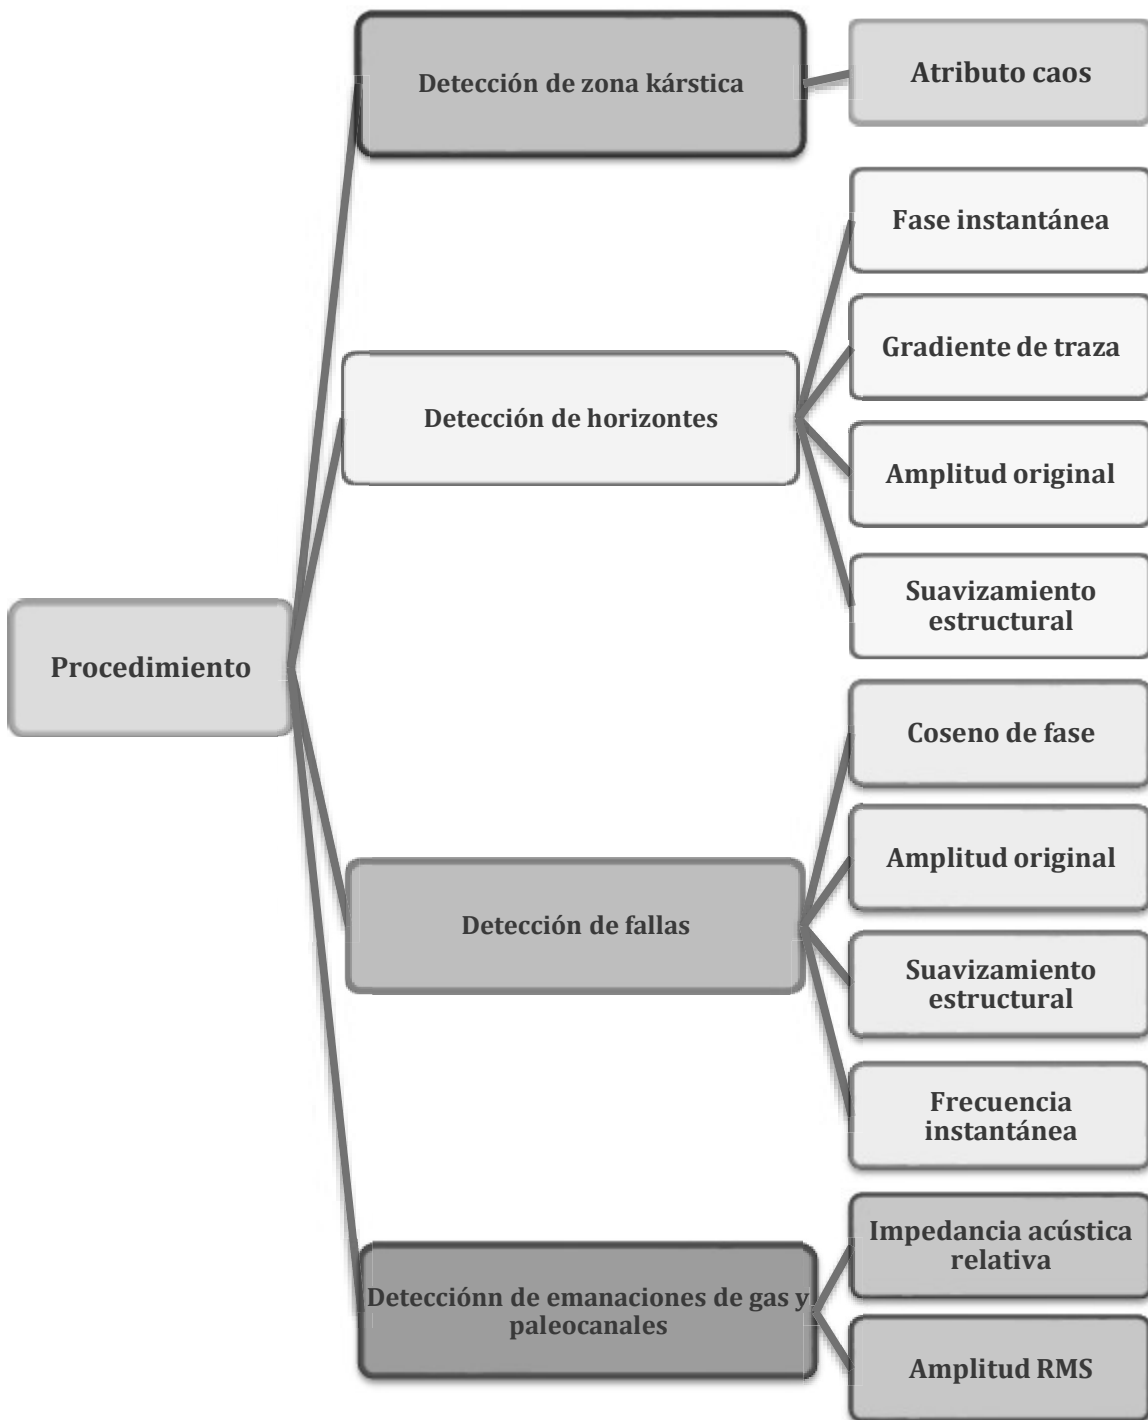 Procedimiento
Detección de zona kárstica
Atributo caos
Detección de horizontes
Fase instantánea
Gradiente de traza
Amplitud original
Suavizamiento
estructural
Detección de fallas
Coseno de fase
Amplitud original
Suavizamiento
estructural
Frecuencia
instantánea
Detecciónn de emanaciones de gas y
paleocanales
Impedancia acústica
relativa
Amplitud RMS